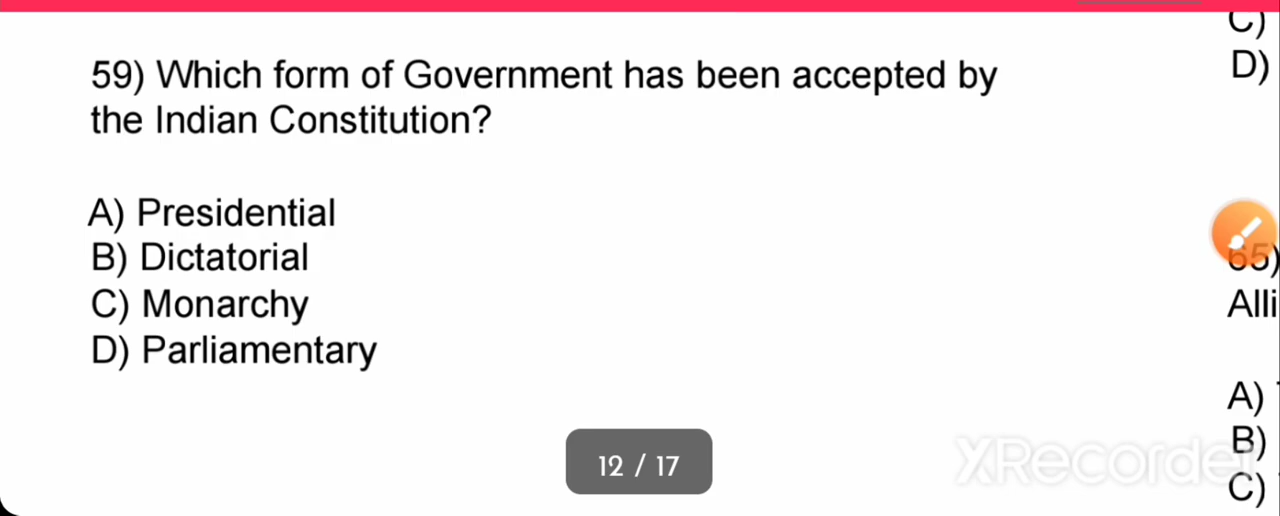 59) Which form of Government has been accepted by
the Indian Constitution?
A) Presidential
B) Dictatorial
C) Monarchy
D) Parliamentary
12 / 17
C)
D)
65)
Alli
A)
B)
C)
XRecorde